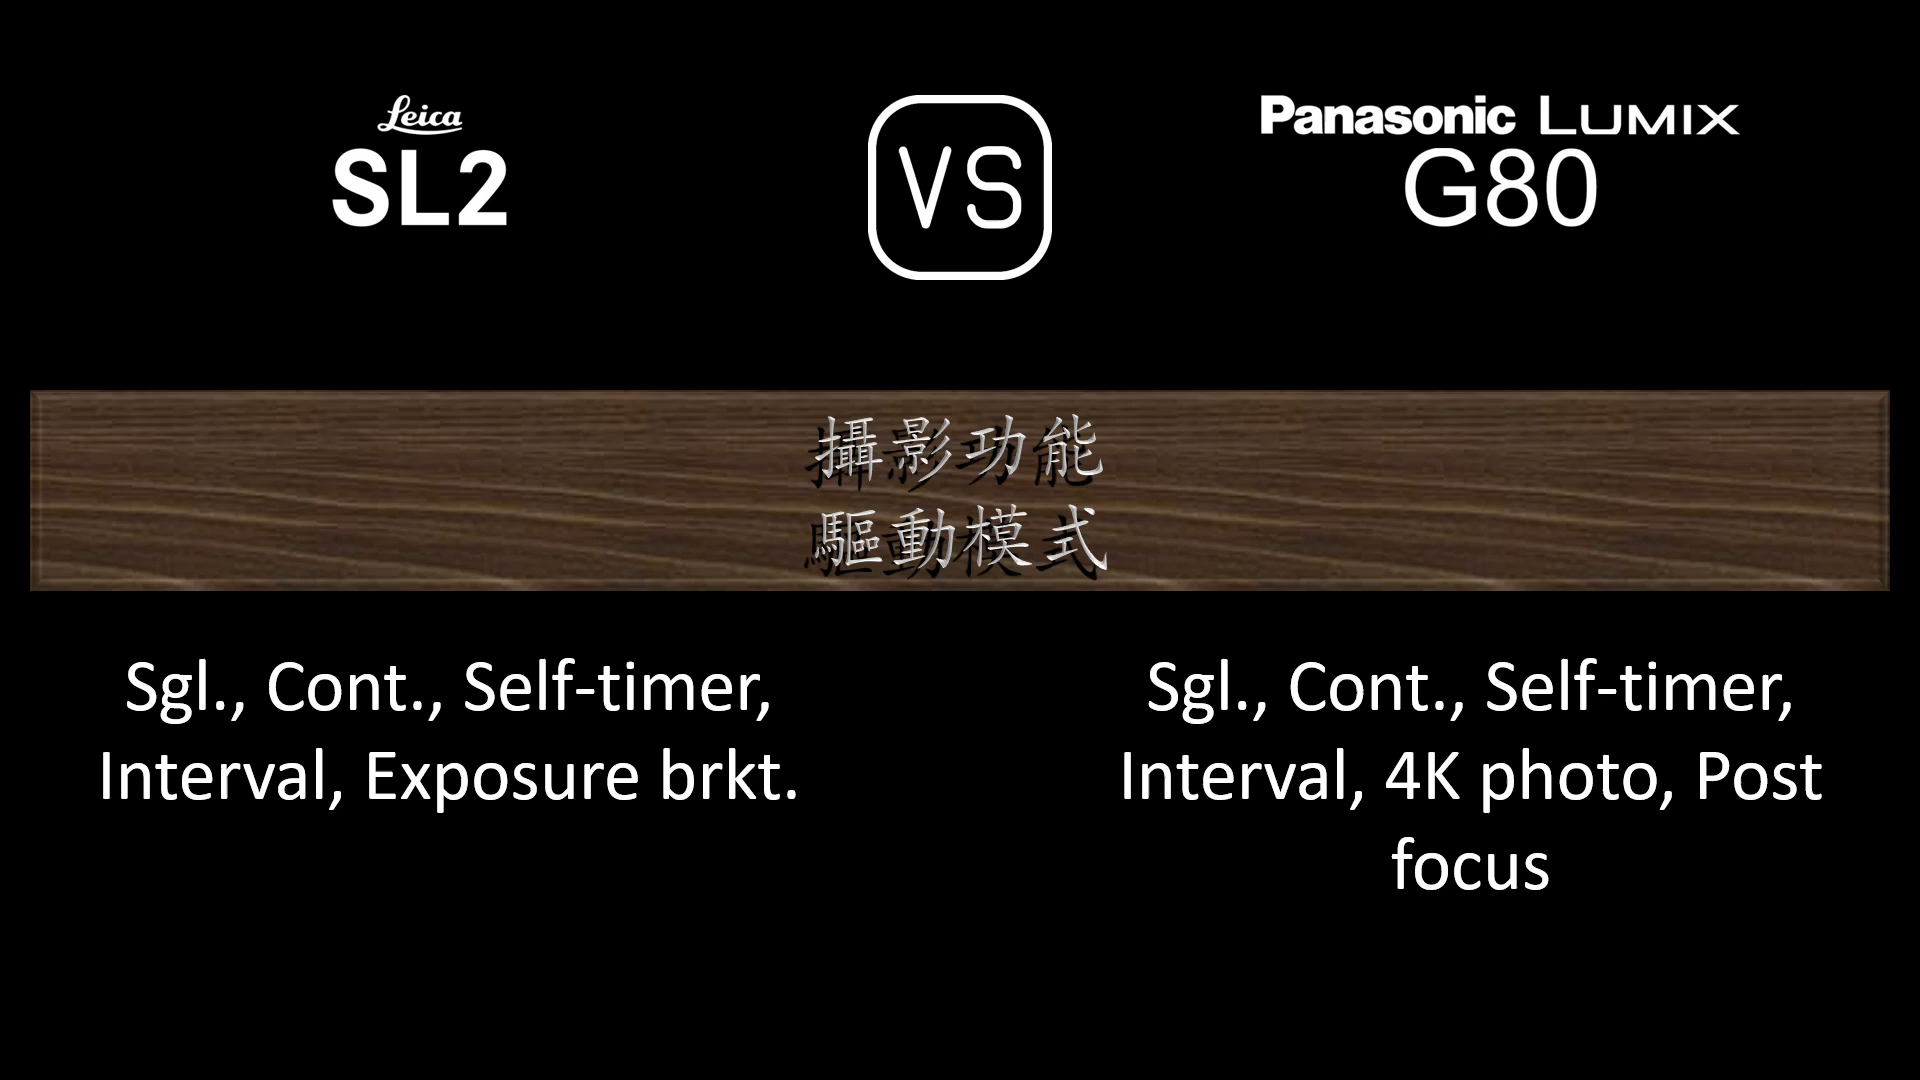 Leica
SL2
VS
Panasonic LUMIX
G80
攝影功能
驅動模式
Sgl., Cont., Self-timer,
Interval, Exposure brkt.
Sgl., Cont., Self-timer,
Interval, 4K photo, Post
focus